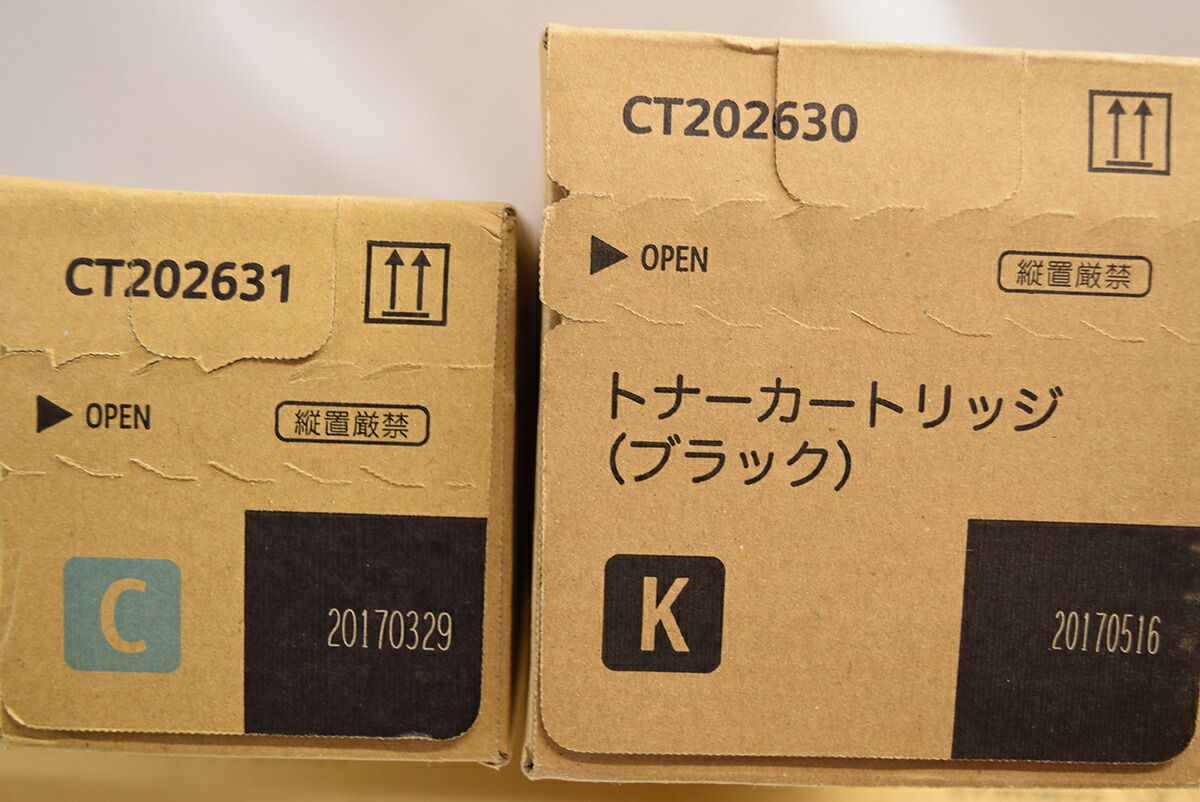 CT202631
OPEN
縦置厳禁
C
20170329
CT202630
OPEN
縦置厳禁
トナーカートリッジ
(ブラック)
K
20170516